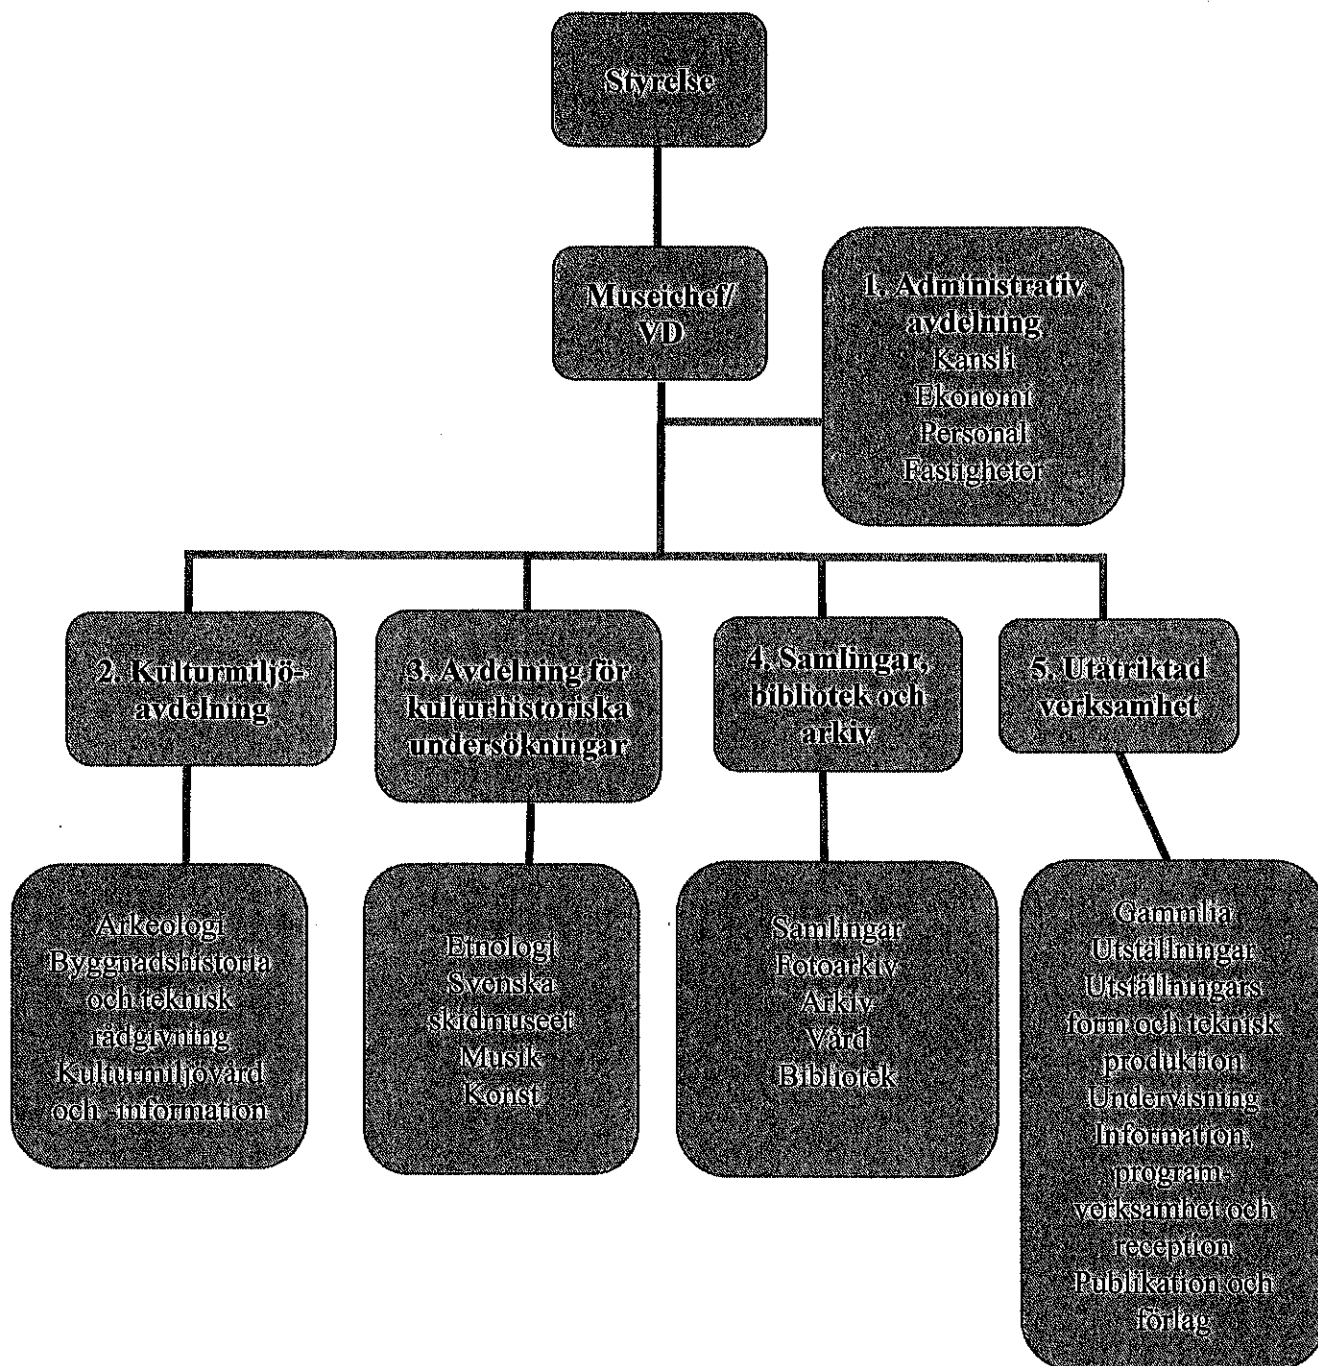 Styrelse
Museichef/
VD
1. Administrativ
avdelning
Kansli
Ekonomi
Personal
Fastigheter
2. Kulturmiljö-
avdelning
3. Avdelning för
kulturhistoriska
undersökningar
4. Samlingar,
bibliotek och
arkiv
5. Utåtriktad
verksamhet
Arkeologi
Byggnadshistoria
och teknisk
rådgivning
Kulturmiljövård
och information
Etnologi
Svenska
skidmuseet
Musik
Konst
Samlingar
Fotoarkiv
Arkiv
Vård
Bibliotek
Gammlia
Utställningar
Utställningars
form och teknisk
produktion
Undervisning
Information,
program-
verksamhet och
reception
Publikation och
förlag